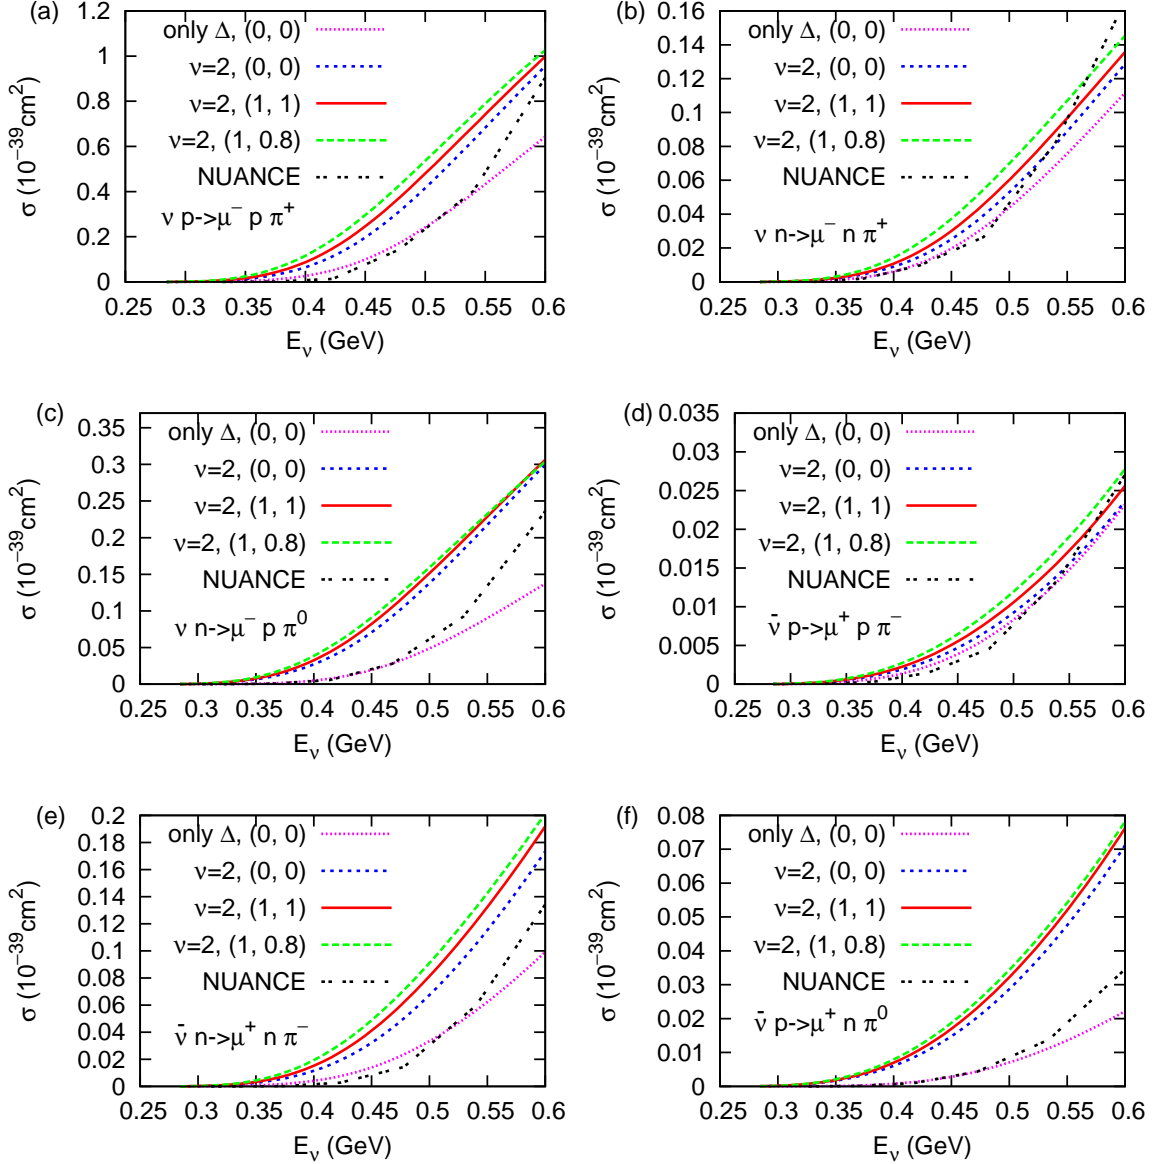 (a)
1.2
1
0.8
0.6
0.4
0.2
0
σ (10⁻³⁹cm²)
only Δ, (0, 0)
ν=2, (0, 0)
ν=2, (1, 1)
ν=2, (1, 0.8)
NUANCE
ν p->μ⁻ p π⁺
0.25 0.3 0.35 0.4 0.45 0.5 0.55 0.6
E_ν (GeV)
(b)
0.16
0.14
0.12
0.1
0.08
0.06
0.04
0.02
0
σ (10⁻³⁹cm²)
only Δ, (0, 0)
ν=2, (0, 0)
ν=2, (1, 1)
ν=2, (1, 0.8)
NUANCE
ν n->μ⁻ n π⁺
0.25 0.3 0.35 0.4 0.45 0.5 0.55 0.6
E_ν (GeV)
(c)
0.35
0.3
0.25
0.2
0.15
0.1
0.05
0
σ (10⁻³⁹cm²)
only Δ, (0, 0)
ν=2, (0, 0)
ν=2, (1, 1)
ν=2, (1, 0.8)
NUANCE
ν n->μ⁻ p π⁰
0.25 0.3 0.35 0.4 0.45 0.5 0.55 0.6
E_ν (GeV)
(d)
0.035
0.03
0.025
0.02
0.015
0.01
0.005
0
σ (10⁻³⁹cm²)
only Δ, (0, 0)
ν=2, (0, 0)
ν=2, (1, 1)
ν=2, (1, 0.8)
NUANCE
ν̄ p->μ⁺ p π⁻
0.25 0.3 0.35 0.4 0.45 0.5 0.55 0.6
E_ν (GeV)
(e)
0.2
0.18
0.16
0.14
0.12
0.1
0.08
0.06
0.04
0.02
0
σ (10⁻³⁹cm²)
only Δ, (0, 0)
ν=2, (0, 0)
ν=2, (1, 1)
ν=2, (1, 0.8)
NUANCE
ν̄ n->μ⁺ n π⁻
0.25 0.3 0.35 0.4 0.45 0.5 0.55 0.6
E_ν (GeV)
(f)
0.08
0.07
0.06
0.05
0.04
0.03
0.02
0.01
0
σ (10⁻³⁹cm²)
only Δ, (0, 0)
ν=2, (0, 0)
ν=2, (1, 1)
ν=2, (1, 0.8)
NUANCE
ν̄ p->μ⁺ n π⁰
0.25 0.3 0.35 0.4 0.45 0.5 0.55 0.6
E_ν (GeV)